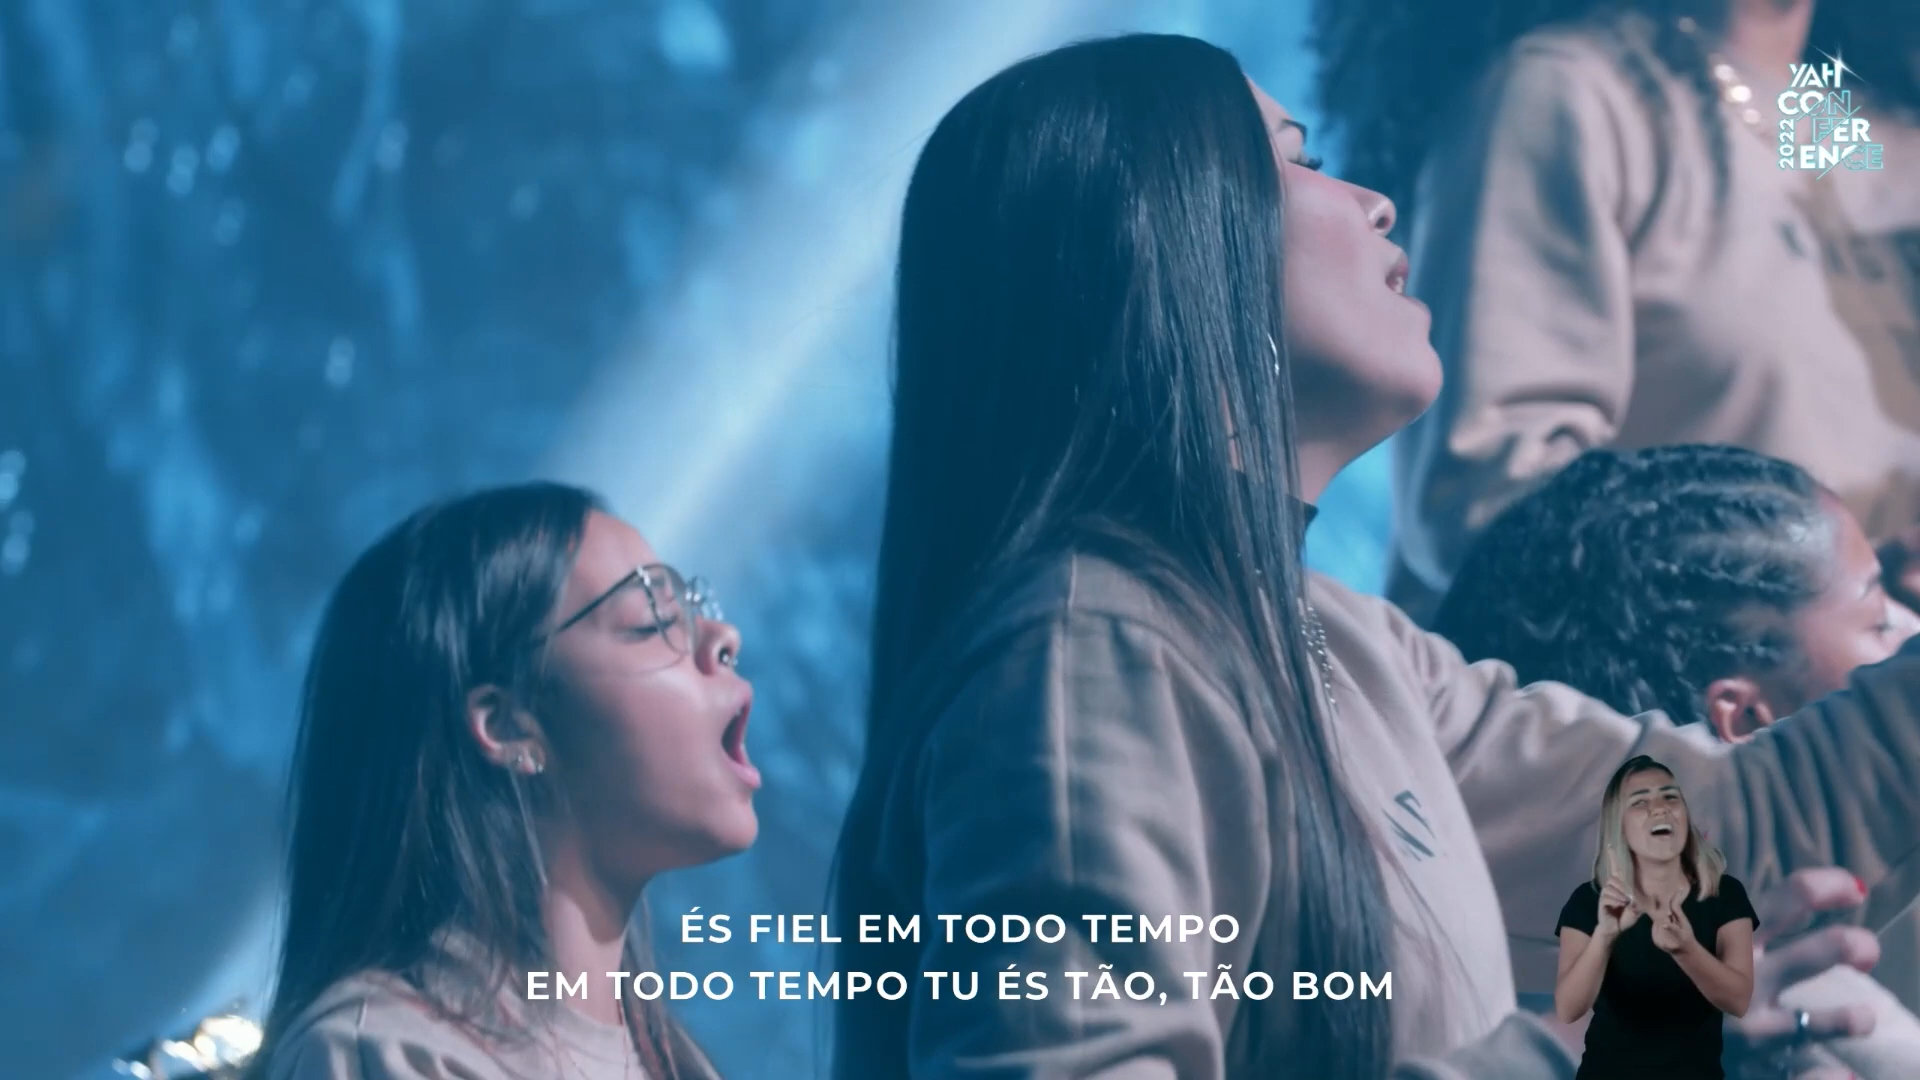 YAH
CON
FER
ENCE
2022
ÉS FIEL EM TODO TEMPO
EM TODO TEMPO TU ÉS TÃO, TÃO BOM